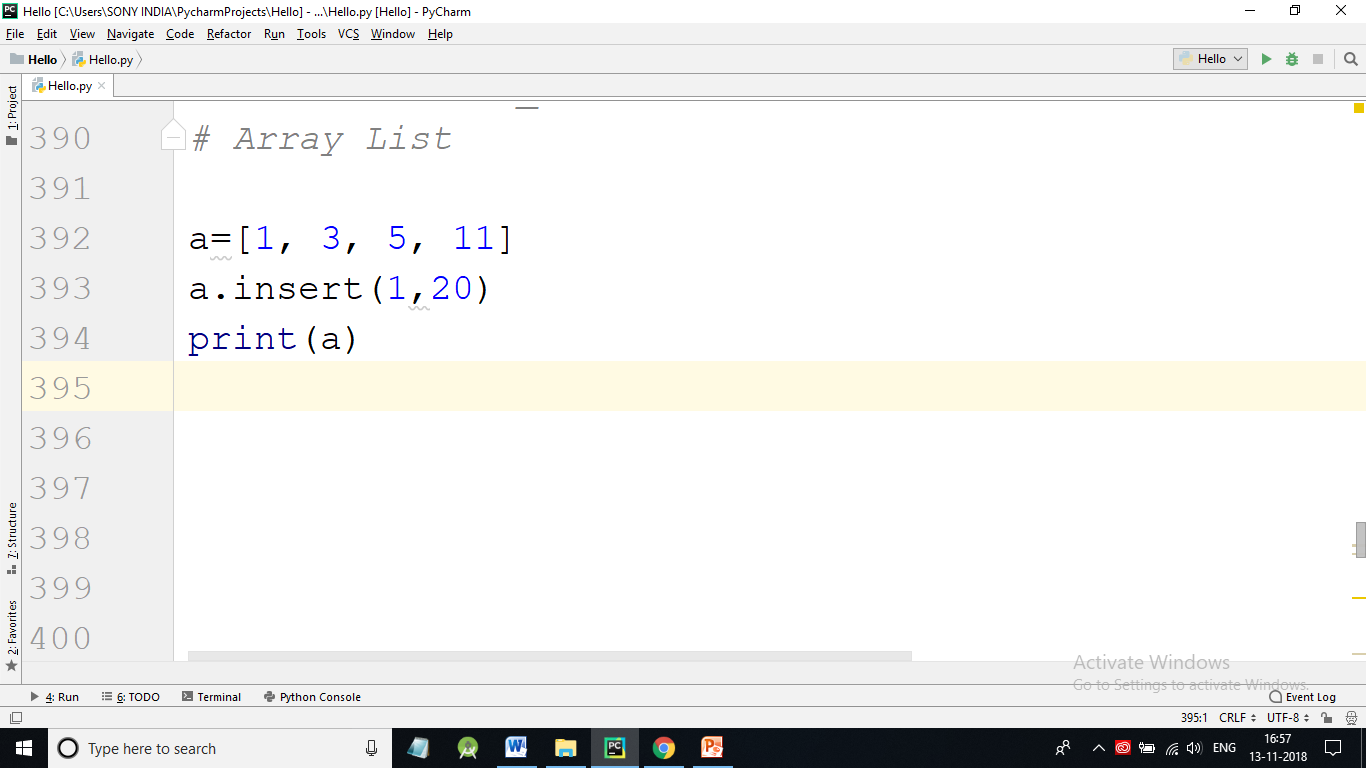 Hello [C:\Users\SONY INDIA\PycharmProjects\Hello] - ...\Hello.py [Hello] - PyCharm
File Edit View Navigate Code Refactor Run Tools VCS Window Help
Hello Hello.py Hello
Hello.py
1: Project
390 # Array List
391
392 a=[1, 3, 5, 11]
393 a.insert(1,20)
394 print(a)
395
396
397
398
399
400
7: Structure
2: Favorites
Activate Windows
Go to Settings to activate Windows.
4: Run 6: TODO Terminal Python Console Event Log
395:1 CRLF UTF-8
Type here to search
ENG
16:57
13-11-2018